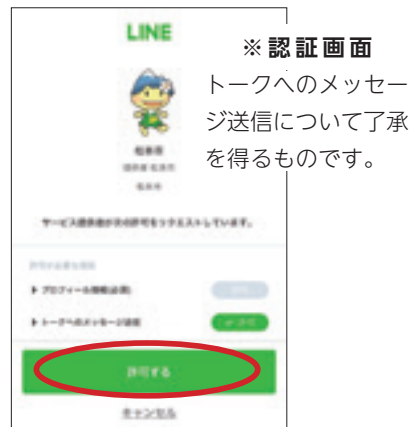 LINE
※認証画面
トークへのメッセー
ジ送信について了承
を得るものです。
サービス提供者が次の許可をリクエストしています。
▶ プロフィール情報(必須)
▶ トークへのメッセージ送信
許可する
キャンセル